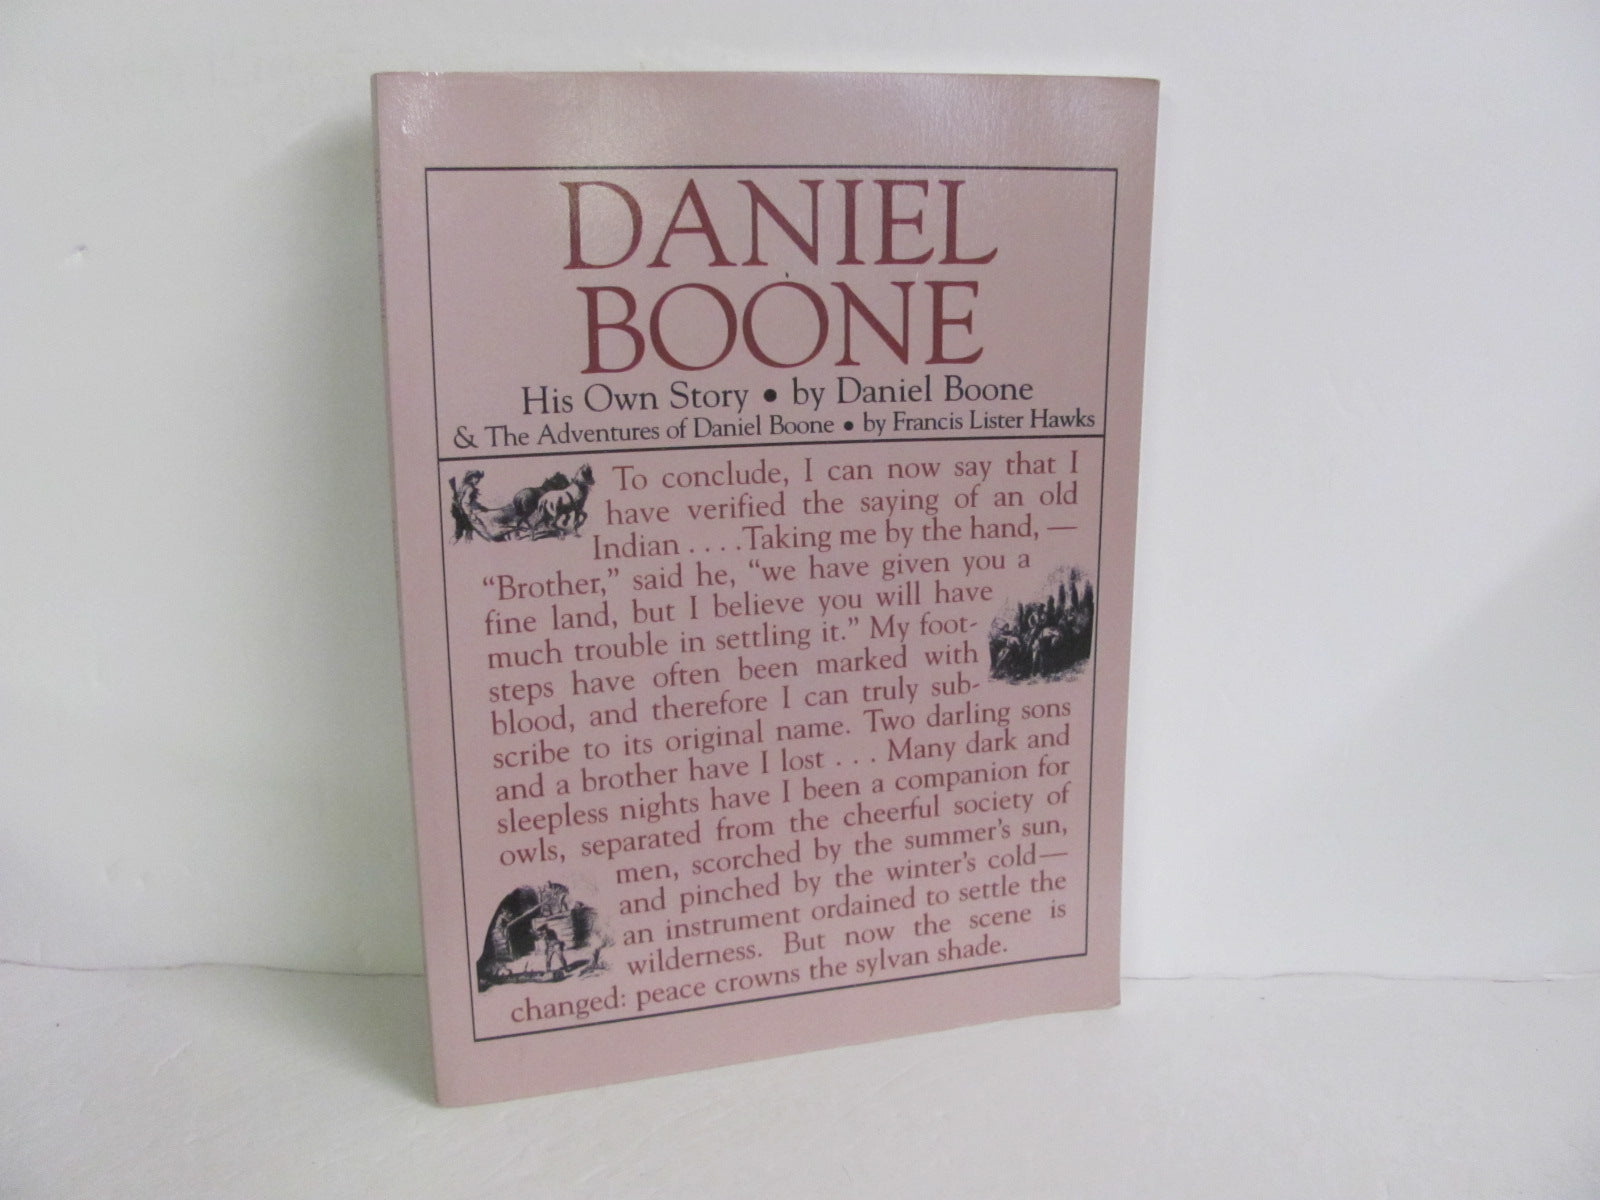 DANIEL
BOONE
His Own Story • by Daniel Boone
& The Adventures of Daniel Boone • by Francis Lister Hawks
To conclude, I can now say that I
have verified the saying of an old
Indian . . . . Taking me by the hand, —
“Brother,” said he, “we have given you a
fine land, but I believe you will have
much trouble in settling it.” My foot-
steps have often been marked with
blood, and therefore I can truly sub-
scribe to its original name. Two darling sons
and a brother have I lost . . . Many dark and
sleepless nights have I been a companion for
owls, separated from the cheerful society of
men, scorched by the summer’s sun,
and pinched by the winter’s cold—
an instrument ordained to settle the
wilderness. But now the scene is
changed: peace crowns the sylvan shade.